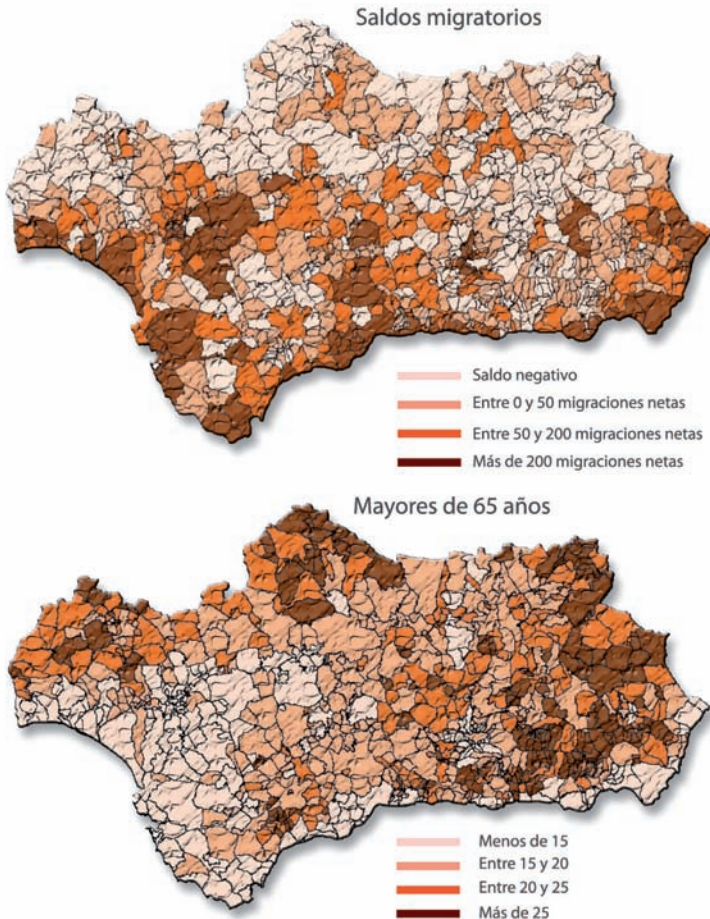 Saldos migratorios
Saldo negativo
Entre 0 y 50 migraciones netas
Entre 50 y 200 migraciones netas
Más de 200 migraciones netas
Mayores de 65 años
Menos de 15
Entre 15 y 20
Entre 20 y 25
Más de 25